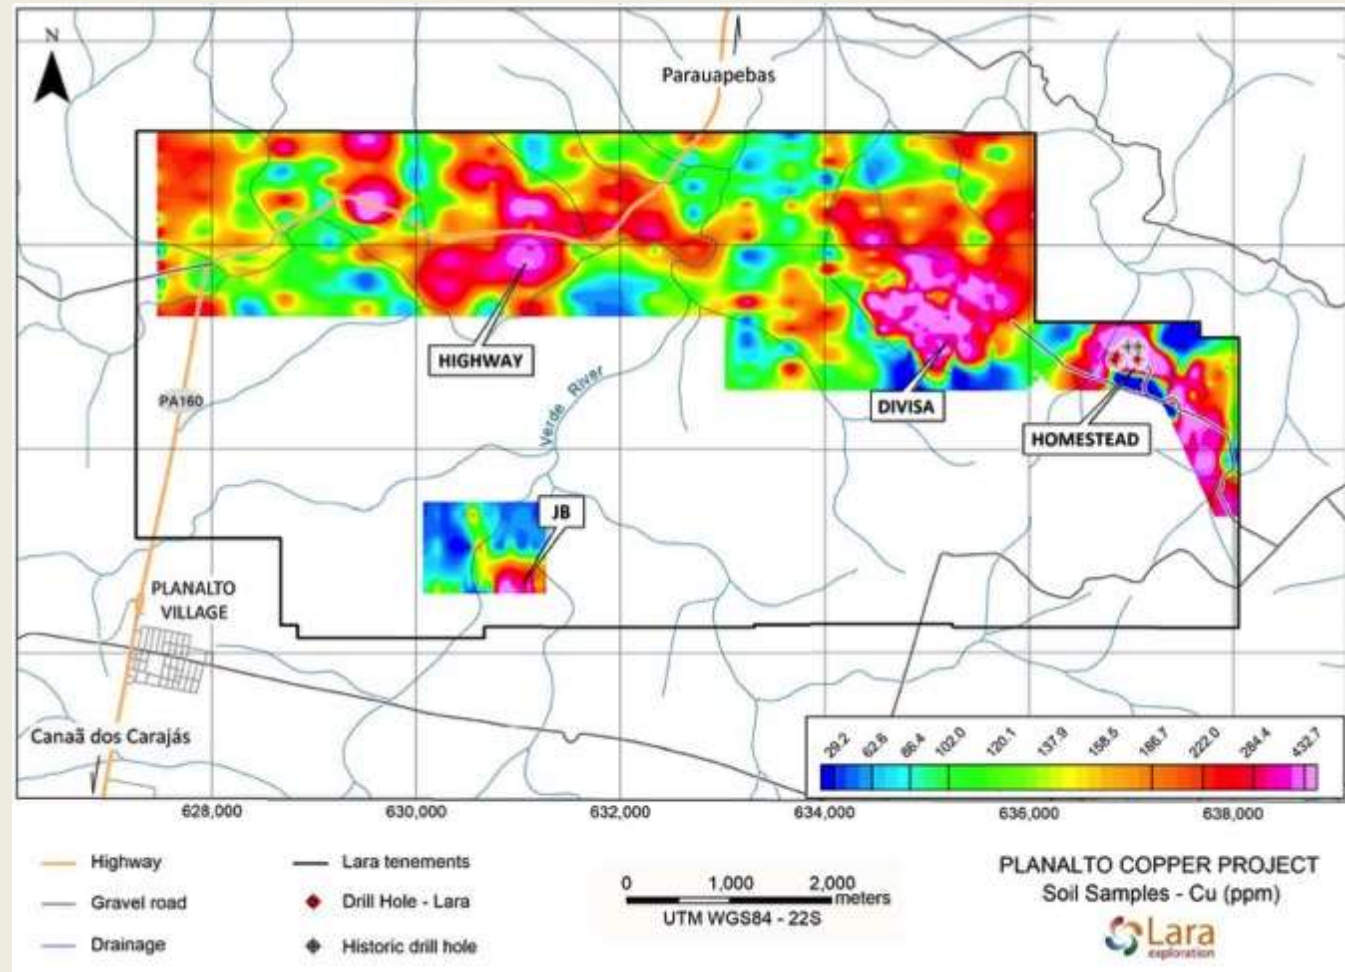 N
Parauapebas
HIGHWAY
PA160
Verde River
DIVISA
HOMESTEAD
JB
PLANALTO
VILLAGE
Canaã dos Carajás
29.2 62.8 86.4 102.0 120.1 137.9 158.5 186.7 222.0 284.4 432.7
628,000 630,000 632,000 634,000 636,000 638,000
Highway
Gravel road
Drainage
Lara tenements
Drill Hole - Lara
Historic drill hole
0 1,000 2,000
meters
UTM WGS84 - 22S
PLANALTO COPPER PROJECT
Soil Samples - Cu (ppm)
Lara
exploration